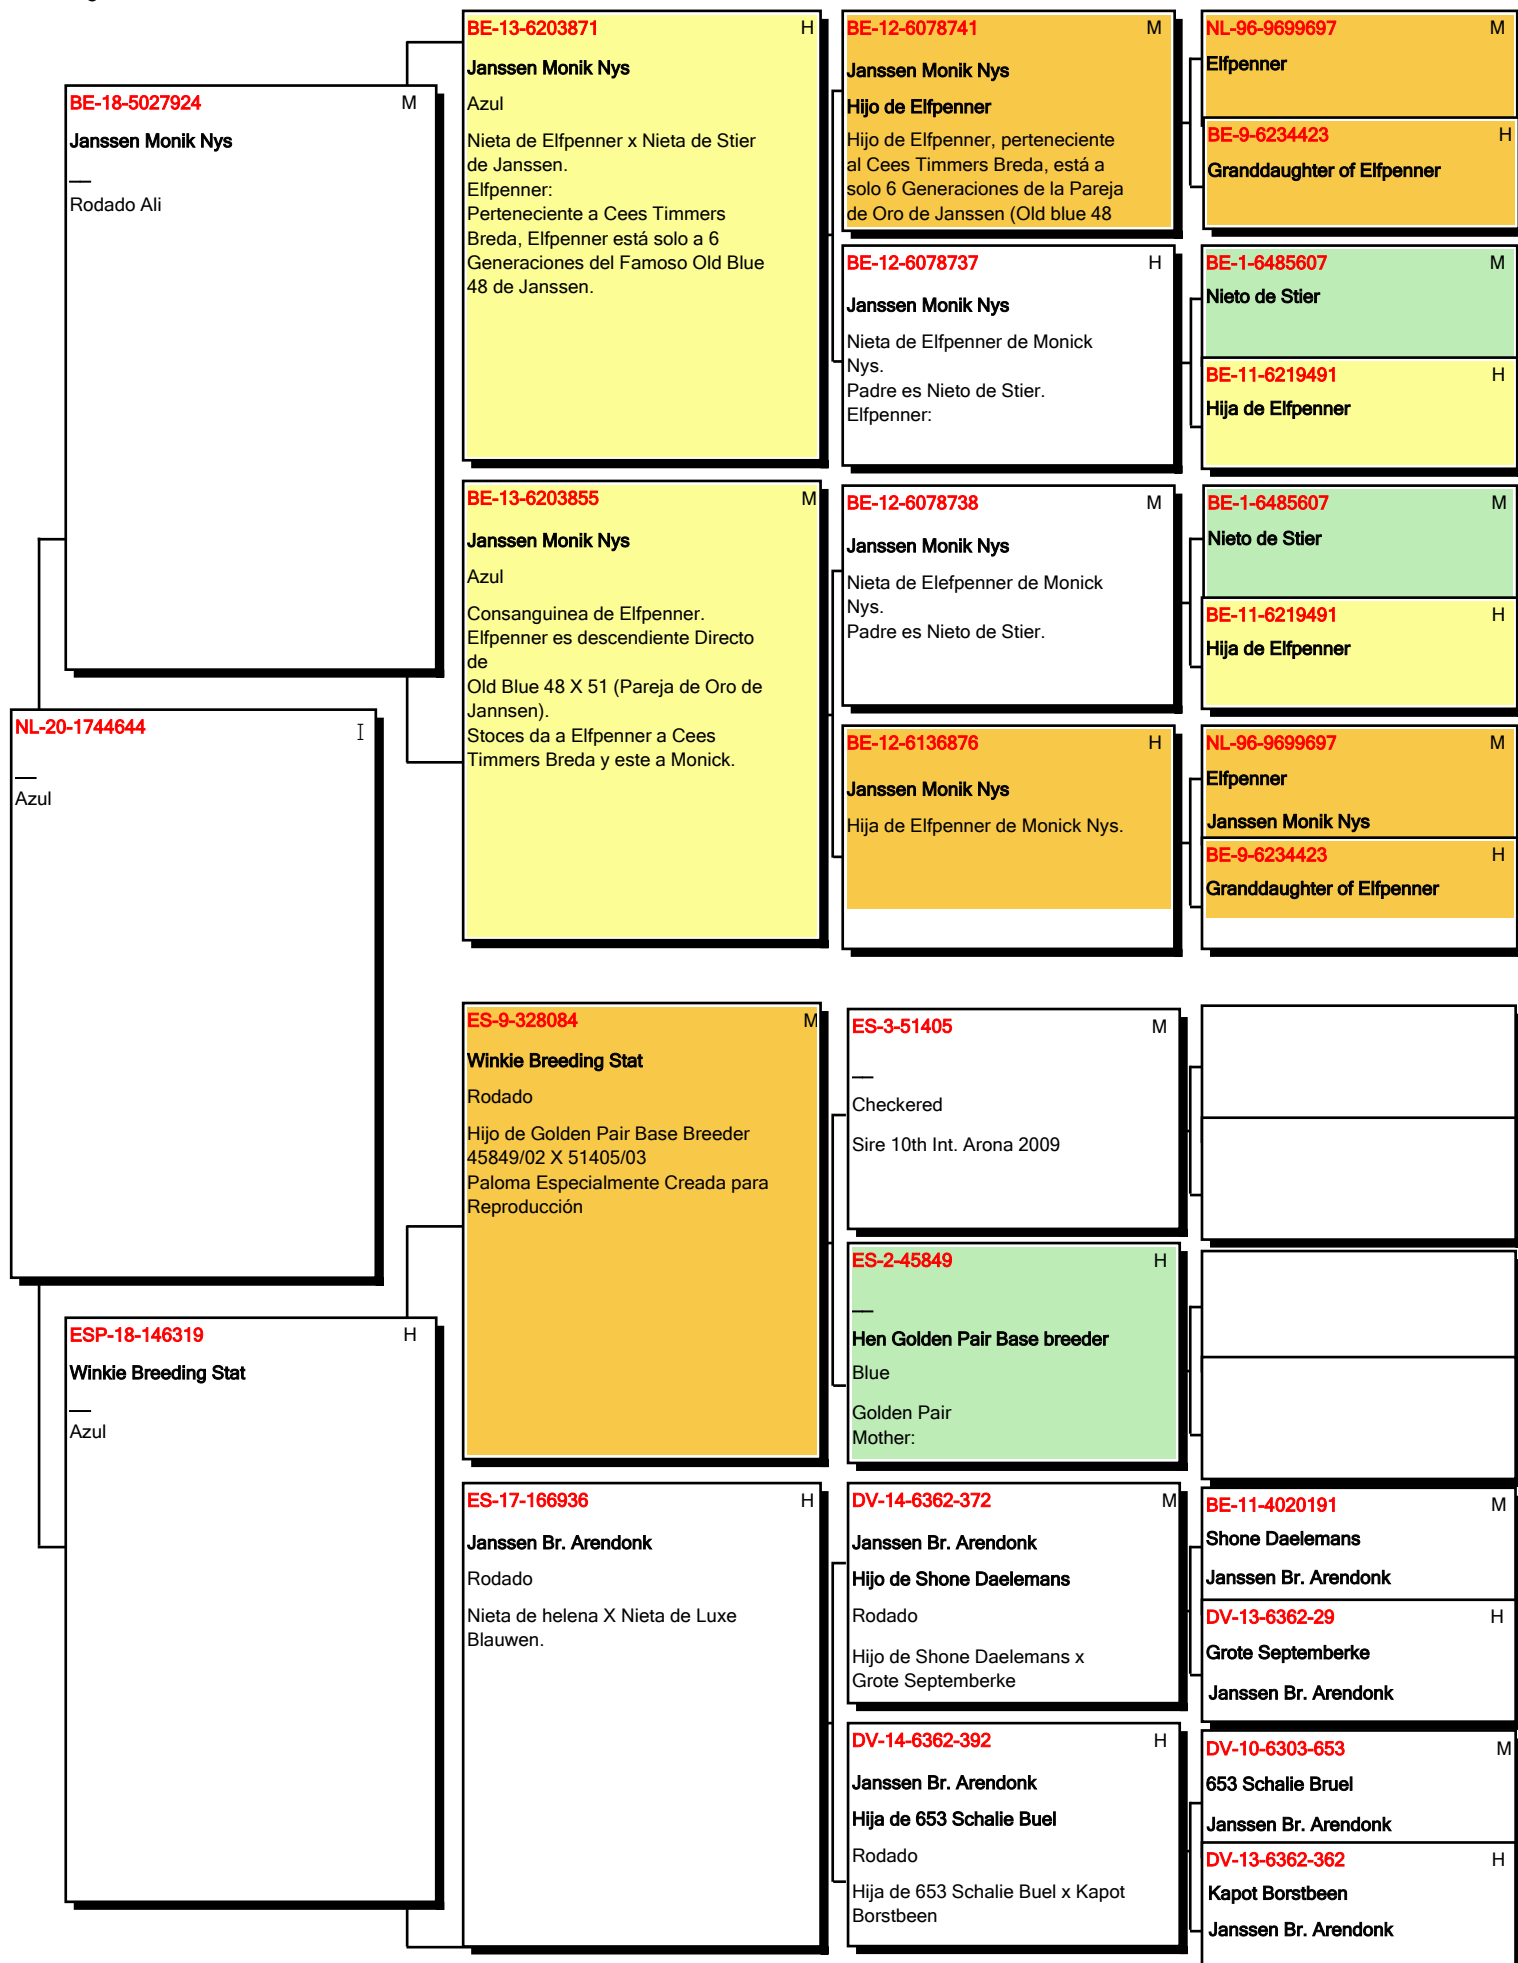 NL-20-1744644 I
Azul
BE-18-5027924 M
Janssen Monik Nys
Rodado Ali
ESP-18-146319 H
Winkie Breeding Stat
Azul
BE-13-6203871 H
Janssen Monik Nys
Azul
Nieta de Elfpenner x Nieta de Stier
de Janssen.
Elfpenner:
Perteneciente a Cees Timmers
Breda, Elfpenner está solo a 6
Generaciones del Famoso Old Blue
48 de Janssen.
BE-13-6203855 M
Janssen Monik Nys
Azul
Consanguinea de Elfpenner.
Elfpenner es descendiente Directo
de
Old Blue 48 X 51 (Pareja de Oro de
Jannsen).
Stoces da a Elfpenner a Cees
Timmers Breda y este a Monick.
ES-9-328084 M
Winkie Breeding Stat
Rodado
Hijo de Golden Pair Base Breeder
45849/02 X 51405/03
Paloma Especialmente Creada para
Reproducción
ES-17-166936 H
Janssen Br. Arendonk
Rodado
Nieta de helena X Nieta de Luxe
Blauwen.
BE-12-6078741 M
Janssen Monik Nys
Hijo de Elfpenner
Hijo de Elfpenner, perteneciente
al Cees Timmers Breda, está a
solo 6 Generaciones de la Pareja
de Oro de Janssen (Old blue 48
BE-12-6078737 H
Janssen Monik Nys
Nieta de Elfpenner de Monick
Nys.
Padre es Nieto de Stier.
Elfpenner:
BE-12-6078738 M
Janssen Monik Nys
Nieta de Elefpenner de Monick
Nys.
Padre es Nieto de Stier.
BE-12-6136876 H
Janssen Monik Nys
Hija de Elfpenner de Monick Nys.
ES-3-51405 M
Checkered
Sire 10th Int. Arona 2009
ES-2-45849 H
Hen Golden Pair Base breeder
Blue
Golden Pair
Mother:
DV-14-6362-372 M
Janssen Br. Arendonk
Hijo de Shone Daelemans
Rodado
Hijo de Shone Daelemans x
Grote Septemberke
DV-14-6362-392 H
Janssen Br. Arendonk
Hija de 653 Schalie Buel
Rodado
Hija de 653 Schalie Buel x Kapot
Borstbeen
NL-96-9699697 M
Elfpenner
BE-9-6234423 H
Granddaughter of Elfpenner
BE-1-6485607 M
Nieto de Stier
BE-11-6219491 H
Hija de Elfpenner
BE-1-6485607 M
Nieto de Stier
BE-11-6219491 H
Hija de Elfpenner
NL-96-9699697 M
Elfpenner
Janssen Monik Nys
BE-9-6234423 H
Granddaughter of Elfpenner
BE-11-4020191 M
Shone Daelemans
Janssen Br. Arendonk
DV-13-6362-29 H
Grote Septemberke
Janssen Br. Arendonk
DV-10-6303-653 M
653 Schalie Bruel
Janssen Br. Arendonk
DV-13-6362-362 H
Kapot Borstbeen
Janssen Br. Arendonk